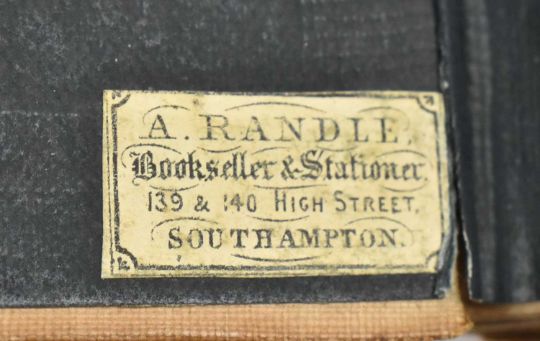 A. RANDLE,
Bookseller & Stationer,
139 & 140 HIGH STREET,
SOUTHAMPTON.